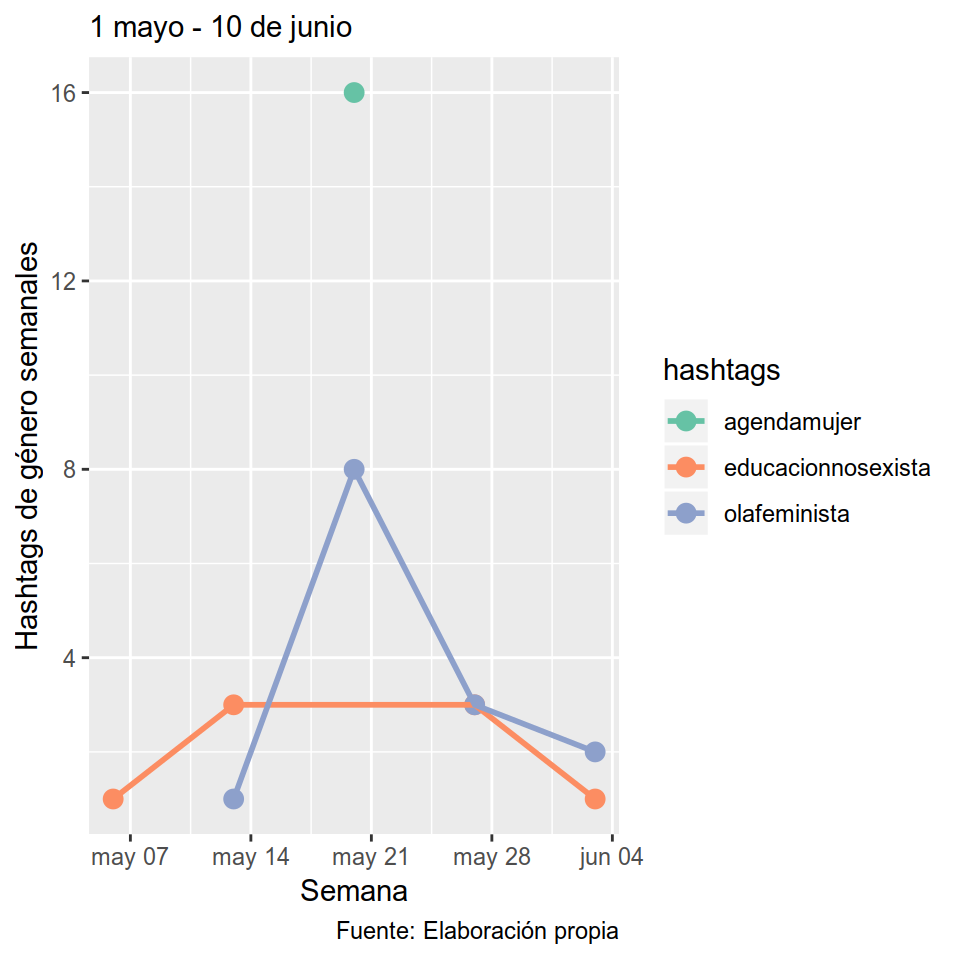 1 mayo - 10 de junio
Hashtags de género semanales
16
12
8
4
may 07
may 14
may 21
may 28
jun 04
Semana
Fuente: Elaboración propia
hashtags
agendamujer
educacionnosexista
olafeminista